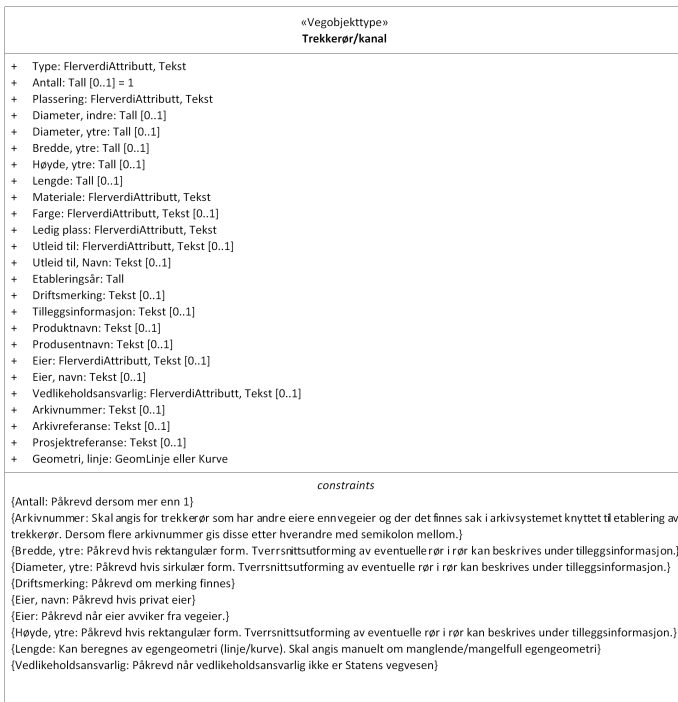 «Vegobjekttype»
Trekkerør/kanal
+ Type: FlerverdiAttributt, Tekst
+ Antall: Tall [0..1] = 1
+ Plassering: FlerverdiAttributt, Tekst
+ Diameter, indre: Tall [0..1]
+ Diameter, ytre: Tall [0..1]
+ Bredde, ytre: Tall [0..1]
+ Høyde, ytre: Tall [0..1]
+ Lengde: Tall [0..1]
+ Materiale: FlerverdiAttributt, Tekst
+ Farge: FlerverdiAttributt, Tekst [0..1]
+ Ledig plass: FlerverdiAttributt, Tekst
+ Utleid til: FlerverdiAttributt, Tekst [0..1]
+ Utleid til, Navn: Tekst [0..1]
+ Etableringsår: Tall
+ Driftsmerking: Tekst [0..1]
+ Tilleggsinformasjon: Tekst [0..1]
+ Produktnavn: Tekst [0..1]
+ Produsentnavn: Tekst [0..1]
+ Eier: FlerverdiAttributt, Tekst [0..1]
+ Eier, navn: Tekst [0..1]
+ Vedlikeholdsansvarlig: FlerverdiAttributt, Tekst [0..1]
+ Arkivnummer: Tekst [0..1]
+ Arkivreferanse: Tekst [0..1]
+ Prosjektreferanse: Tekst [0..1]
+ Geometri, linje: GeomLinje eller Kurve
constraints
{Antall: Påkrevd dersom mer enn 1}
{Arkivnummer: Skal angis for trekkerør som har andre eiere enn vegeier og der det finnes sak i arkivsystemet knyttet til etablering av
trekkerør. Dersom flere arkivnummer gis disse etter hverandre med semikolon mellom.}
{Bredde, ytre: Påkrevd hvis rektangulær form. Tverrsnittsutforming av eventuelle rør i rør kan beskrives under tilleggsinformasjon.}
{Diameter, ytre: Påkrevd hvis sirkulær form. Tverrsnittsutforming av eventuelle rør i rør kan beskrives under tilleggsinformasjon.}
{Driftsmerking: Påkrevd om merking finnes}
{Eier, navn: Påkrevd hvis privat eier}
{Eier: Påkrevd når eier avviker fra vegeier.}
{Høyde, ytre: Påkrevd hvis rektangulær form. Tverrsnittsutforming av eventuelle rør i rør kan beskrives under tilleggsinformasjon.}
{Lengde: Kan beregnes av egengeometri (linje/kurve). Skal angis manuelt om manglende/mangelfull egengeometri}
{Vedlikeholdsansvarlig: Påkrevd når vedlikeholdsansvarlig ikke er Statens vegvesen}